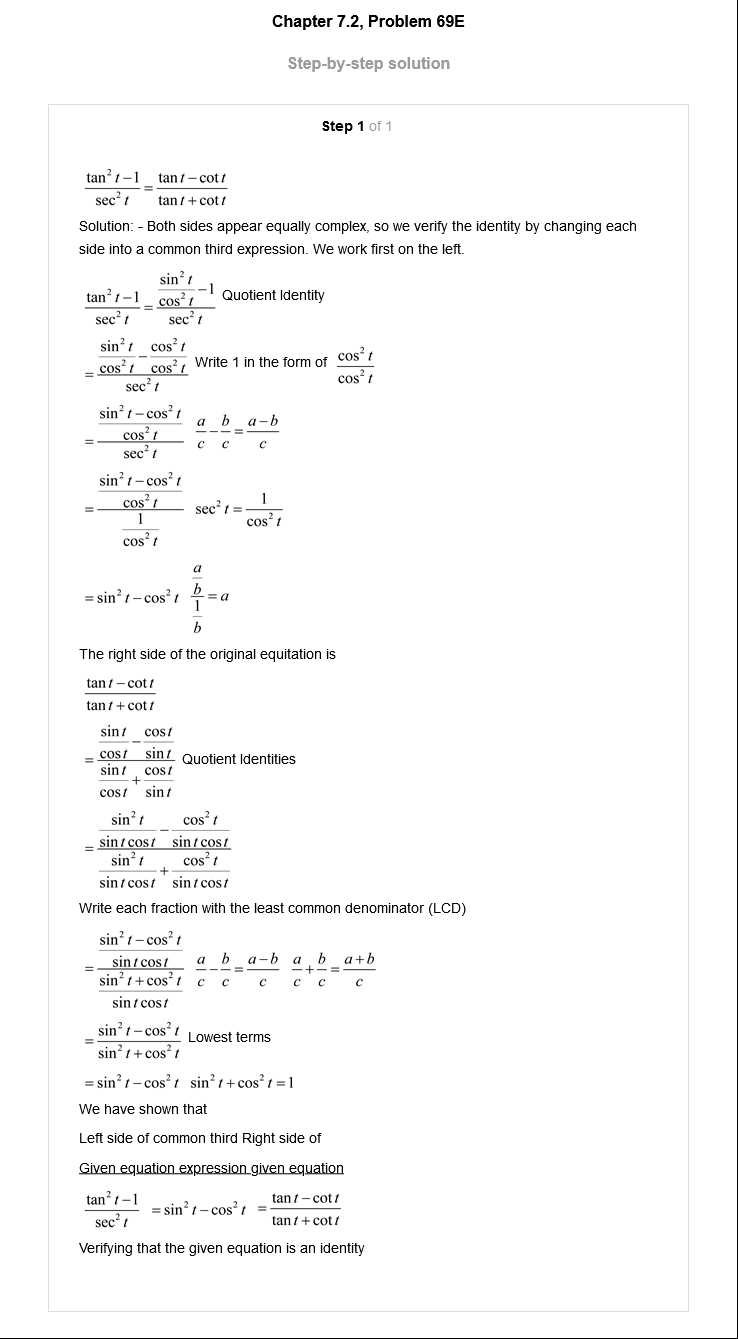 Chapter 7.2, Problem 69E
Step-by-step solution
Step 1 of 1
\frac{\tan^2 t - 1}{\sec^2 t} = \frac{\tan t - \cot t}{\tan t + \cot t}
Solution: - Both sides appear equally complex, so we verify the identity by changing each
side into a common third expression. We work first on the left.
\frac{\tan^2 t - 1}{\sec^2 t} = \frac{\frac{\sin^2 t}{\cos^2 t} - 1}{\sec^2 t} Quotient Identity
= \frac{\frac{\sin^2 t}{\cos^2 t} - \frac{\cos^2 t}{\cos^2 t}}{\sec^2 t} Write 1 in the form of \frac{\cos^2 t}{\cos^2 t}
= \frac{\frac{\sin^2 t - \cos^2 t}{\cos^2 t}}{\sec^2 t} \frac{a}{c} - \frac{b}{c} = \frac{a-b}{c}
= \frac{\frac{\sin^2 t - \cos^2 t}{\cos^2 t}}{\frac{1}{\cos^2 t}} \sec^2 t = \frac{1}{\cos^2 t}
= \sin^2 t - \cos^2 t \frac{\frac{a}{b}}{\frac{1}{b}} = a
The right side of the original equitation is
\frac{\tan t - \cot t}{\tan t + \cot t}
= \frac{\frac{\sin t}{\cos t} - \frac{\cos t}{\sin t}}{\frac{\sin t}{\cos t} + \frac{\cos t}{\sin t}} Quotient Identities
= \frac{\frac{\sin^2 t}{\sin t \cos t} - \frac{\cos^2 t}{\sin t \cos t}}{\frac{\sin^2 t}{\sin t \cos t} + \frac{\cos^2 t}{\sin t \cos t}}
Write each fraction with the least common denominator (LCD)
= \frac{\frac{\sin^2 t - \cos^2 t}{\sin t \cos t}}{\frac{\sin^2 t + \cos^2 t}{\sin t \cos t}} \frac{a}{c} - \frac{b}{c} = \frac{a-b}{c} \frac{a}{c} + \frac{b}{c} = \frac{a+b}{c}
= \frac{\sin^2 t - \cos^2 t}{\sin^2 t + \cos^2 t} Lowest terms
= \sin^2 t - \cos^2 t \sin^2 t + \cos^2 t = 1
We have shown that
Left side of common third Right side of
Given equation expression given equation
\frac{\tan^2 t - 1}{\sec^2 t} = \sin^2 t - \cos^2 t = \frac{\tan t - \cot t}{\tan t + \cot t}
Verifying that the given equation is an identity